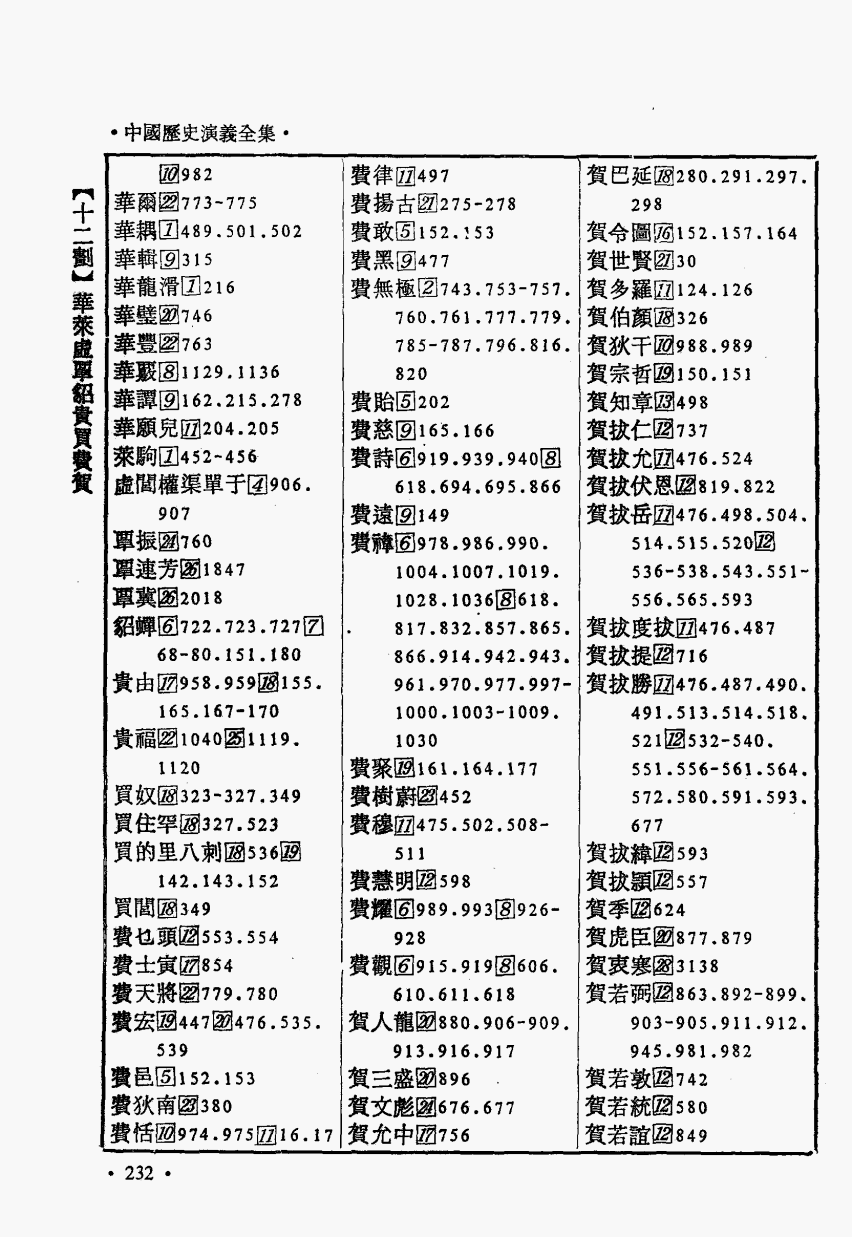 ·中國歷史演義全集·
【十二劃】華萊虛覃貂貴買費賀
[10]982
華爾[22]773-775
華耦[1]489.501.502
華輯[9]315
華龍滑[1]216
華璧[20]746
華豐[22]763
華覈[8]1129.1136
華譚[9]162.215.278
華願兒[11]204.205
萊駒[1]452-456
虛閭權渠單于[4]906.
907
覃振[24]760
覃連芳[26]1847
覃冀[26]2018
貂蟬[6]722.723.727[7]
68-80.151.180
貴由[17]958.959[18]155.
165.167-170
貴福[22]1040[25]1119.
1120
買奴[18]323-327.349
買住罕[18]327.523
買的里八剌[18]536[19]
142.143.152
買閭[18]349
費乜頭[12]553.554
費士寅[17]854
費天將[22]779.780
費宏[19]447[20]476.535.
539
費邑[5]152.153
費狄南[23]380
費恬[10]974.975[11]16.17
費律[11]497
費揚古[21]275-278
費敢[5]152.153
費黑[9]477
費無極[2]743.753-757.
760.761.777.779.
785-787.796.816.
820
費貽[5]202
費慈[9]165.166
費詩[6]919.939.940[8]
618.694.695.866
費遠[9]149
費禕[6]978.986.990.
1004.1007.1019.
1028.1036[8]618.
817.832.857.865.
866.914.942.943.
961.970.977.997-
1000.1003-1009.
1030
費聚[19]161.164.177
費樹蔚[23]452
費穆[11]475.502.508-
511
費慧明[12]598
費耀[6]989.993[8]926-
928
費觀[6]915.919[8]606.
610.611.618
賀人龍[20]880.906-909.
913.916.917
賀三盛[20]896
賀文彪[24]676.677
賀允中[17]756
賀巴延[18]280.291.297.
298
賀令圖[16]152.157.164
賀世賢[21]30
賀多羅[11]124.126
賀伯顏[18]326
賀狄干[10]988.989
賀宗哲[19]150.151
賀知章[13]498
賀拔仁[12]737
賀拔允[11]476.524
賀拔伏恩[12]819.822
賀拔岳[11]476.498.504.
514.515.520[12]
536-538.543.551-
556.565.593
賀拔度拔[11]476.487
賀拔提[12]716
賀拔勝[11]476.487.490.
491.513.514.518.
521[12]532-540.
551.556-561.564.
572.580.591.593.
677
賀拔緯[12]593
賀拔顗[12]557
賀季[12]624
賀虎臣[20]877.879
賀衷寒[28]3138
賀若弼[12]863.892-899.
903-905.911.912.
945.981.982
賀若敦[12]742
賀若統[12]580
賀若誼[12]849
·232·